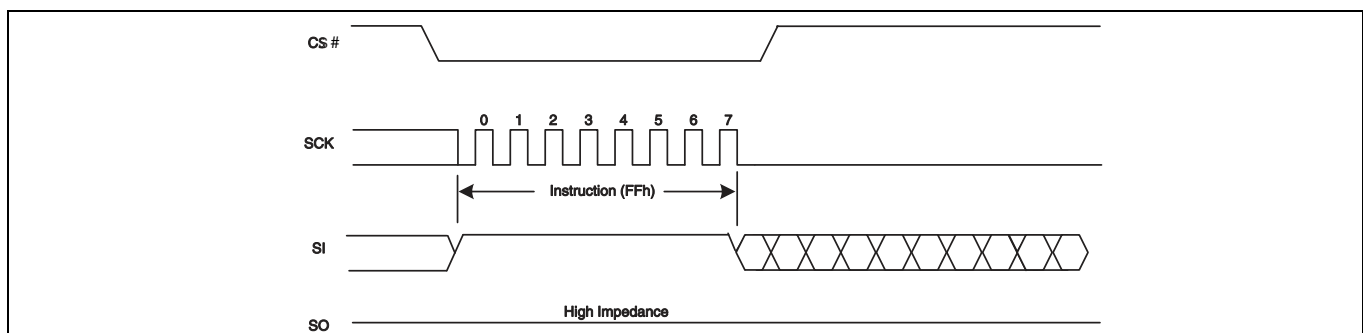 CS #
0 1 2 3 4 5 6 7
SCK
Instruction (FFh)
SI
High Impedance
SO